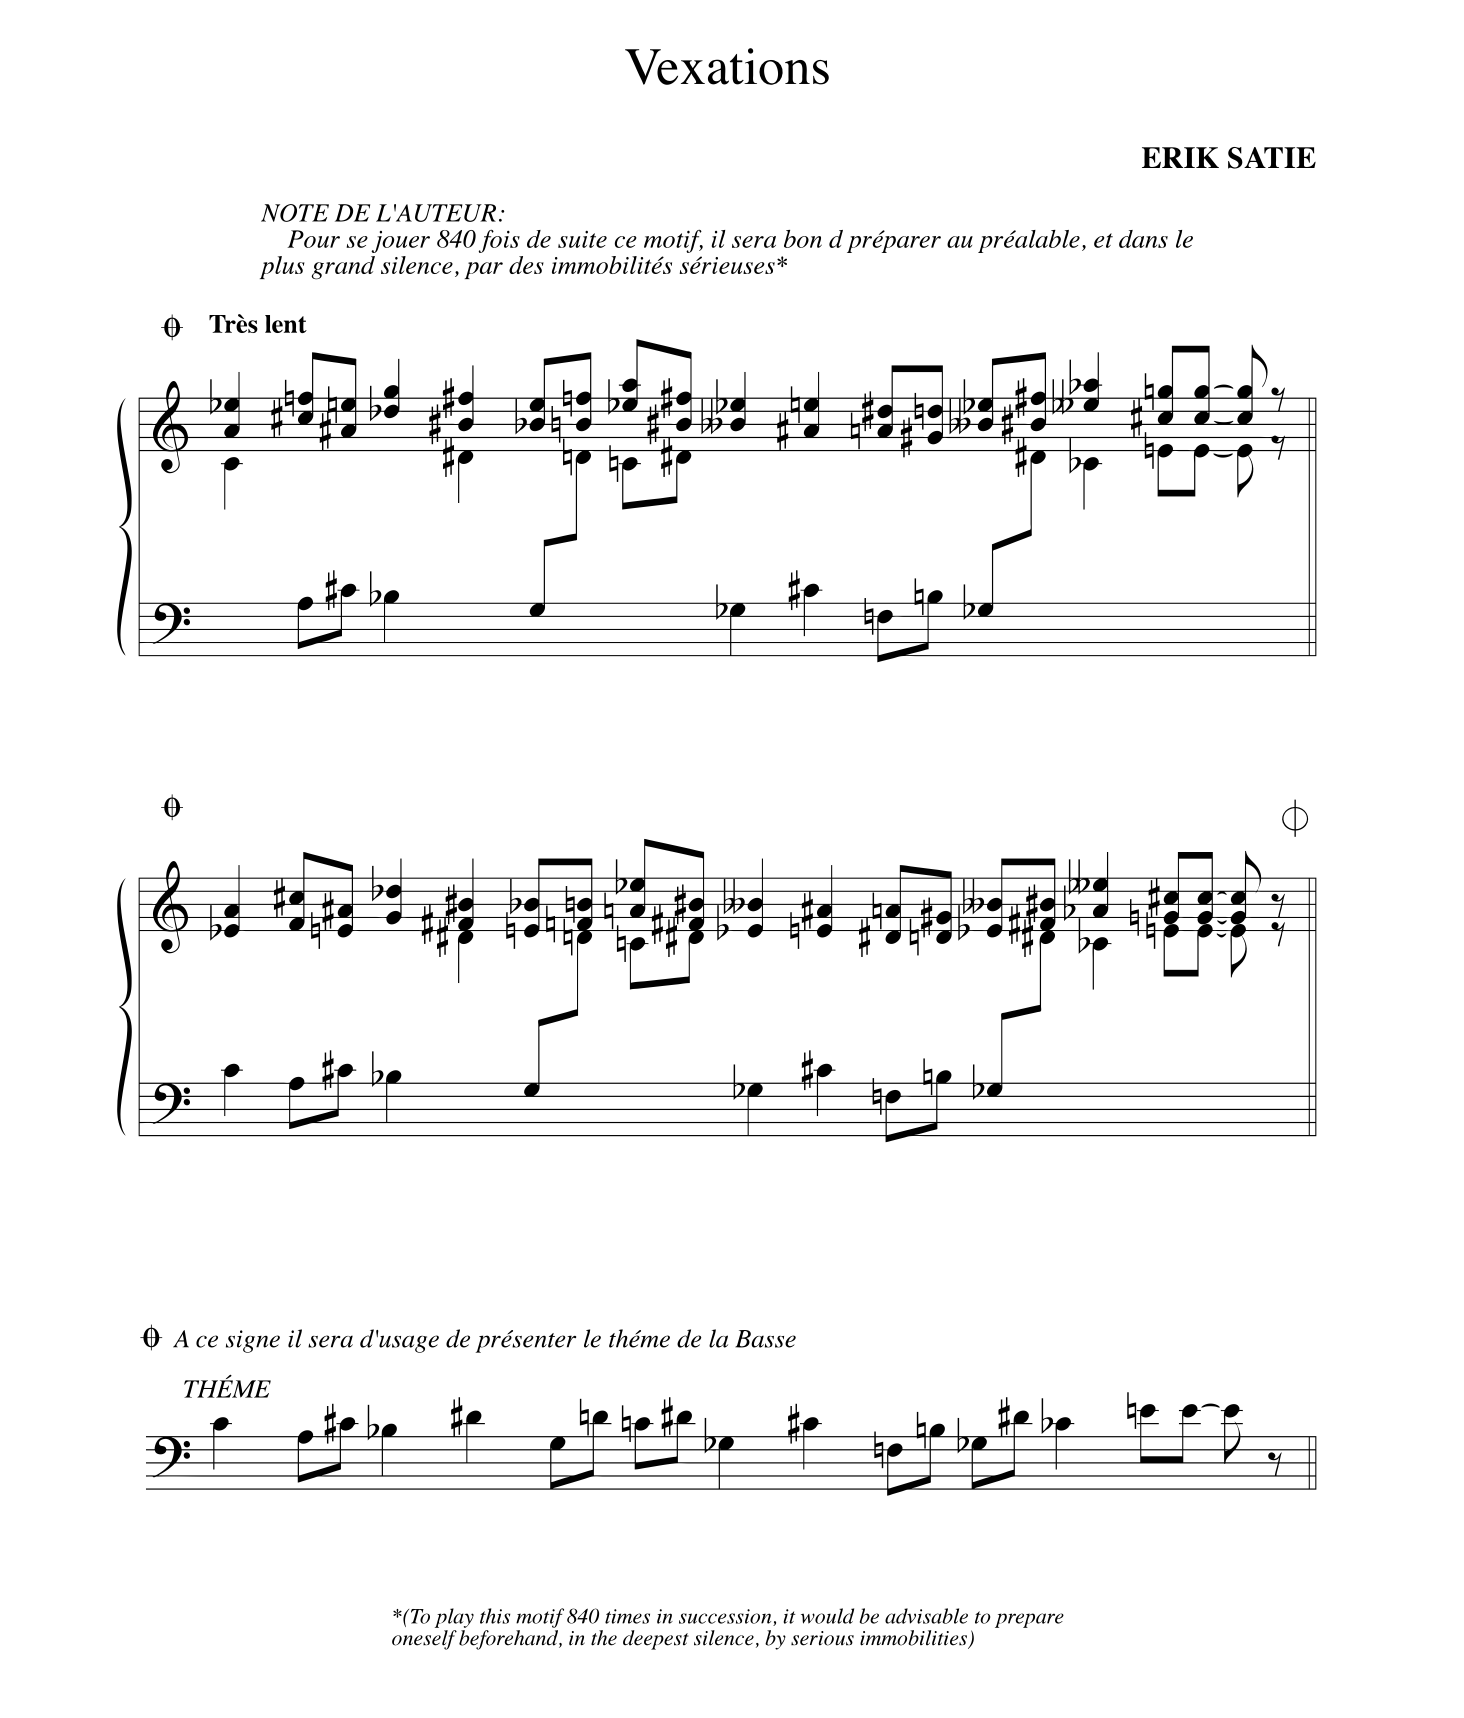 Vexations
ERIK SATIE
NOTE DE L'AUTEUR:
Pour se jouer 840 fois de suite ce motif, il sera bon d préparer au préalable, et dans le
plus grand silence, par des immobilités sérieuses*
Très lent
A ce signe il sera d'usage de présenter le théme de la Basse
THÉME
*(To play this motif 840 times in succession, it would be advisable to prepare
oneself beforehand, in the deepest silence, by serious immobilities)